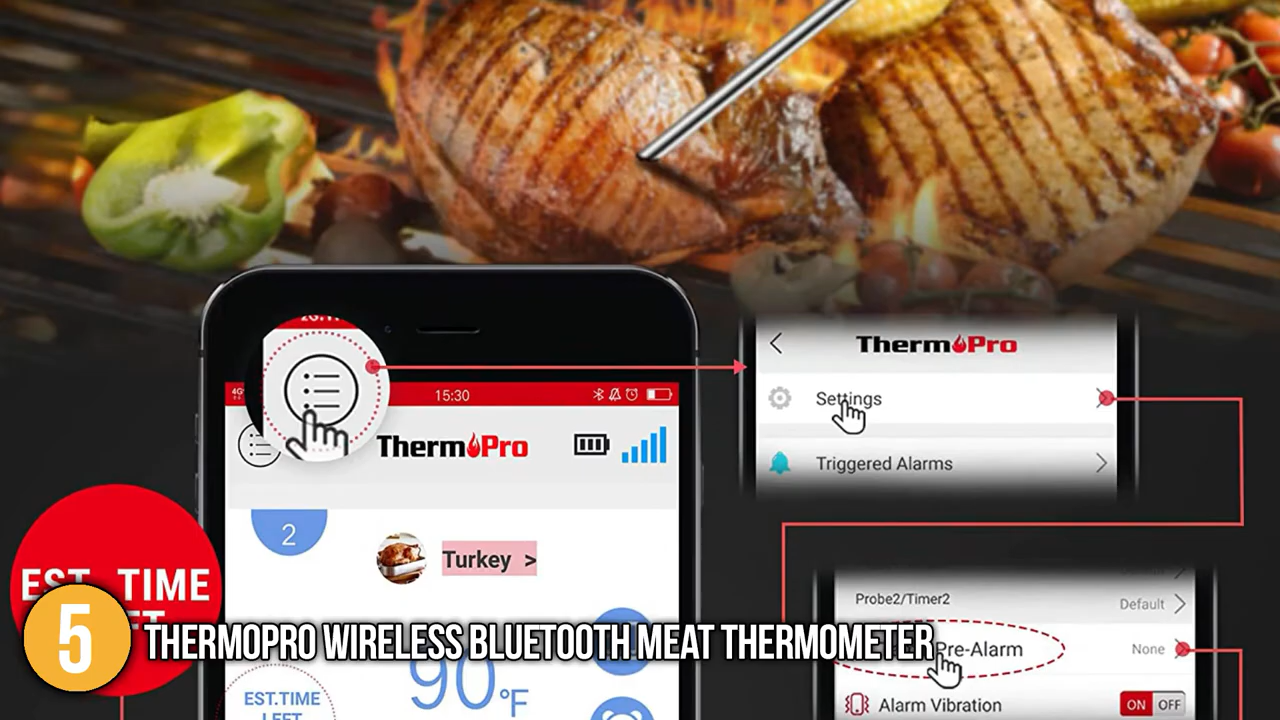 15:30
ThermoPro
2
Turkey >
EST. TIME
90 °F
EST.TIME
LEFT
ThermoPro
Settings
Triggered Alarms
Probe2/Timer2
Default
Pre-Alarm
None
Alarm Vibration
ON OFF
5
THERMOPRO WIRELESS BLUETOOTH MEAT THERMOMETER